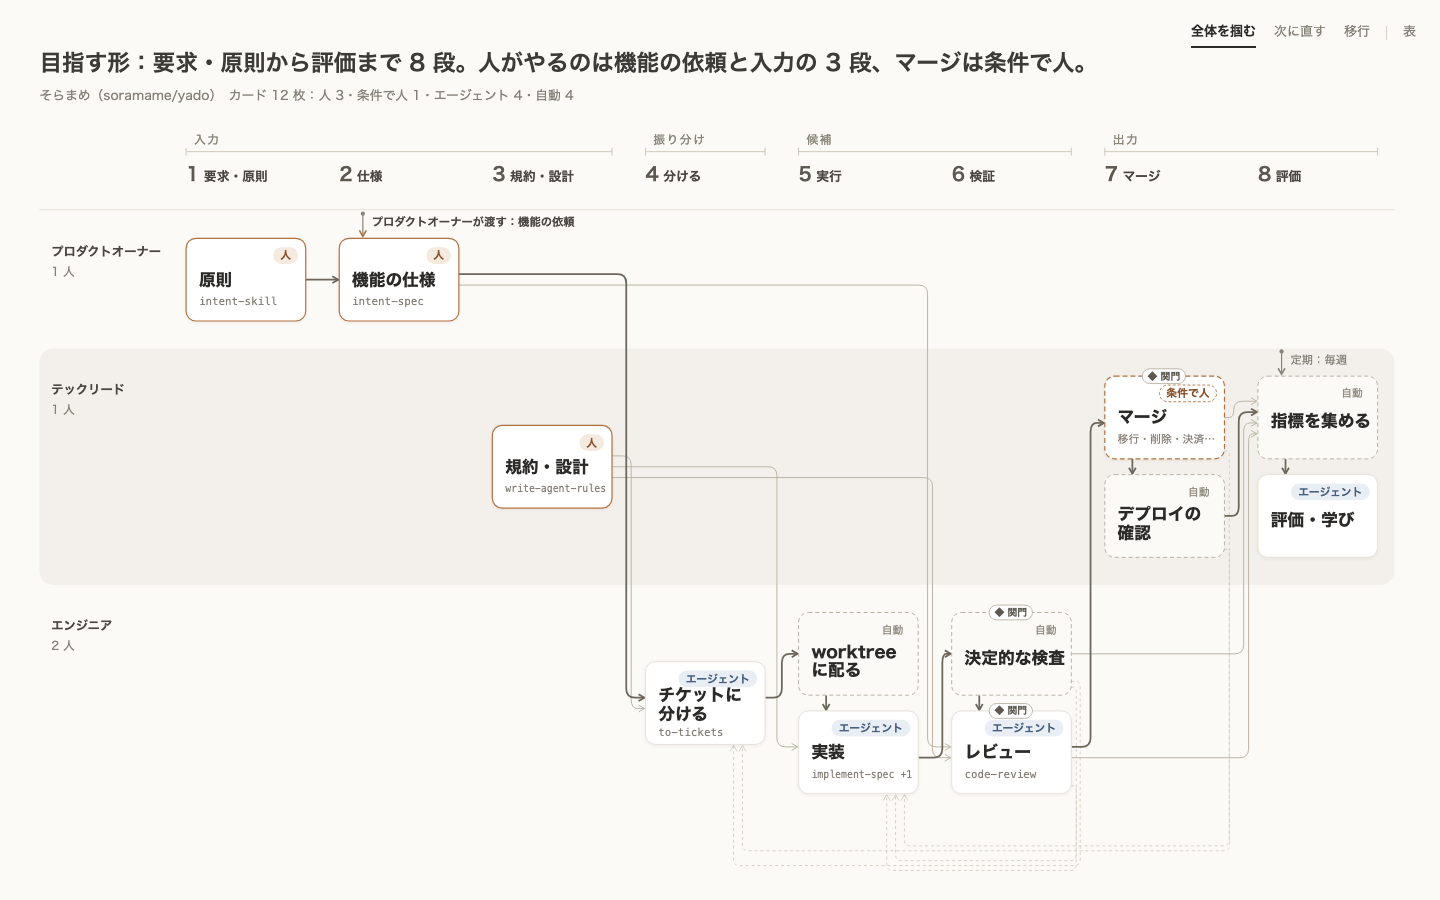 全体を掴む 次に直す 移行 表
目指す形：要求・原則から評価まで 8 段。人がやるのは機能の依頼と入力の 3 段、マージは条件で人。
そらまめ（soramame/yado） カード 12 枚：人 3・条件で人 1・エージェント 4・自動 4
入力 振り分け 候補 出力
1 要求・原則 2 仕様 3 規約・設計 4 分ける 5 実行 6 検証 7 マージ 8 評価
プロダクトオーナーが渡す：機能の依頼
プロダクトオーナー
1 人
人
原則
intent-skill
人
機能の仕様
intent-spec
テックリード
1 人
人
規約・設計
write-agent-rules
◆ 関門
条件で人
マージ
移行・削除・決済…
自動
デプロイの
確認
定期：毎週
自動
指標を集める
エージェント
評価・学び
エンジニア
2 人
エージェント
チケットに
分ける
to-tickets
自動
worktree
に配る
エージェント
実装
implement-spec +1
◆ 関門
自動
決定的な検査
◆ 関門
エージェント
レビュー
code-review